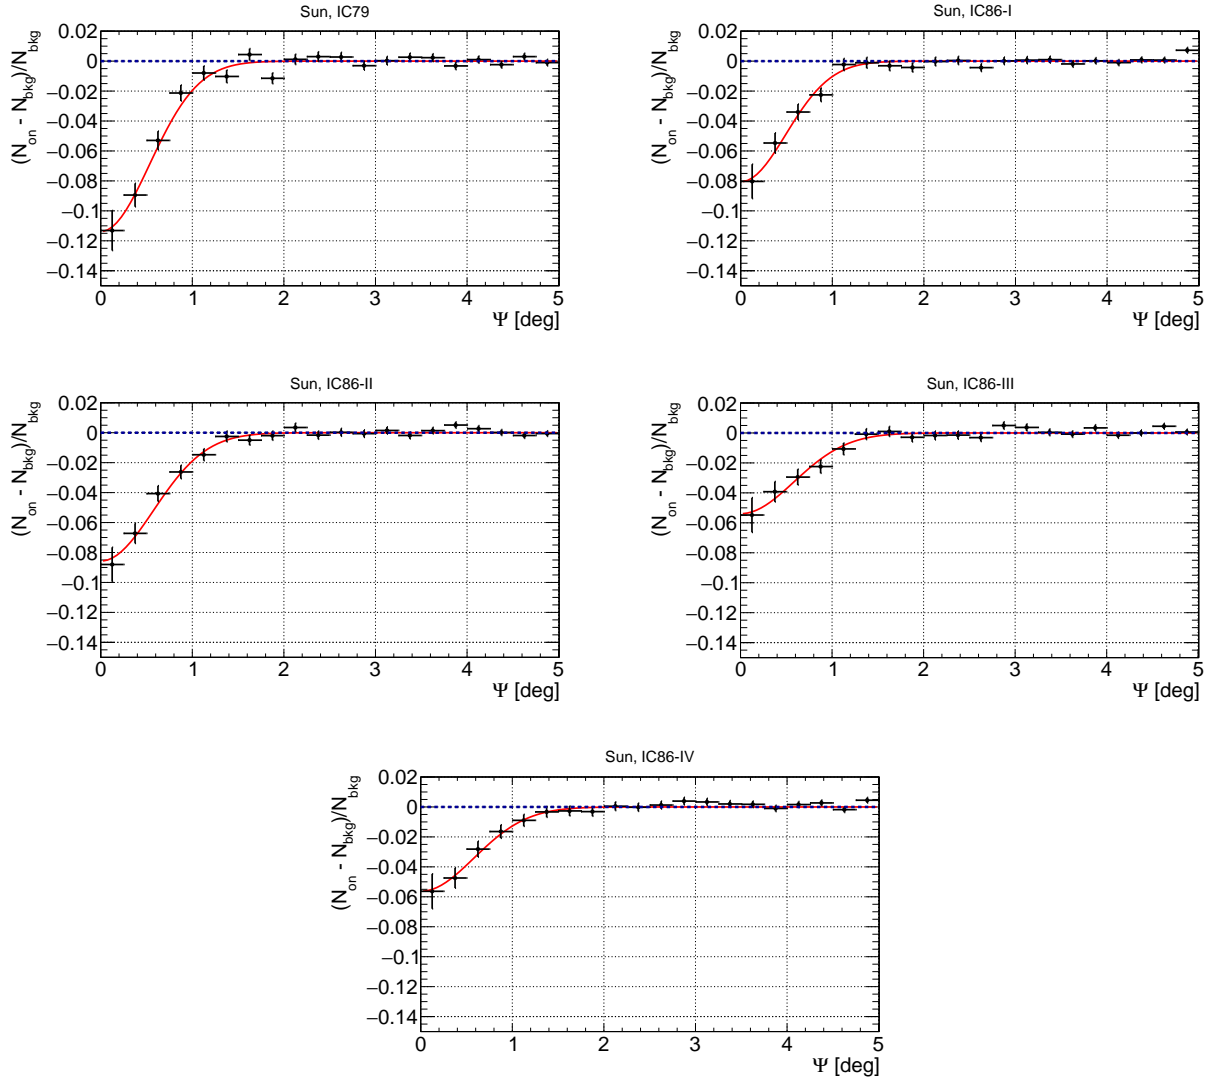 Sun, IC79
(N_on - N_bkg)/N_bkg
0.02
0
−0.02
−0.04
−0.06
−0.08
−0.1
−0.12
−0.14
0 1 2 3 4 5
Ψ [deg]
Sun, IC86-I
(N_on - N_bkg)/N_bkg
0.02
0
−0.02
−0.04
−0.06
−0.08
−0.1
−0.12
−0.14
0 1 2 3 4 5
Ψ [deg]
Sun, IC86-II
(N_on - N_bkg)/N_bkg
0.02
0
−0.02
−0.04
−0.06
−0.08
−0.1
−0.12
−0.14
0 1 2 3 4 5
Ψ [deg]
Sun, IC86-III
(N_on - N_bkg)/N_bkg
0.02
0
−0.02
−0.04
−0.06
−0.08
−0.1
−0.12
−0.14
0 1 2 3 4 5
Ψ [deg]
Sun, IC86-IV
(N_on - N_bkg)/N_bkg
0.02
0
−0.02
−0.04
−0.06
−0.08
−0.1
−0.12
−0.14
0 1 2 3 4 5
Ψ [deg]